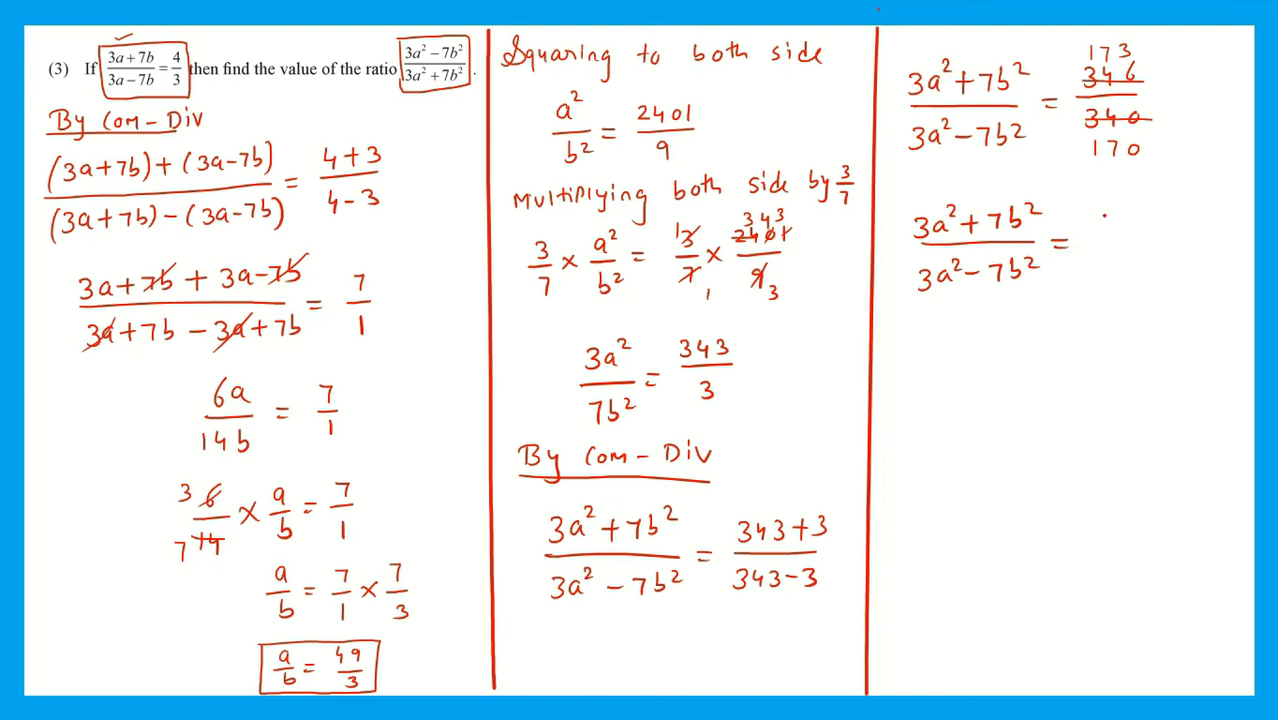 (3) If (3a + 7b)/(3a − 7b) = 4/3 then find the value of the ratio (3a² − 7b²)/(3a² + 7b²).
By Com - Div
((3a+7b) + (3a-7b))/((3a+7b) - (3a-7b)) = (4+3)/(4-3)
(3a+7b + 3a-7b)/(3a+7b - 3a+7b) = 7/1
6a/14b = 7/1
3 6/14 7 × a/b = 7/1
a/b = 7/1 × 7/3
a/b = 49/3
Squaring to both side
a²/b² = 2401/9
Multiplying both side by 3/7
3/7 × a²/b² = 1 3/7 1 × 343 2401/9 3
3a²/7b² = 343/3
By Com - Div
(3a² + 7b²)/(3a² - 7b²) = (343+3)/(343-3)
(3a² + 7b²)/(3a² - 7b²) = 173 346/340 170
(3a² + 7b²)/(3a² - 7b²) =